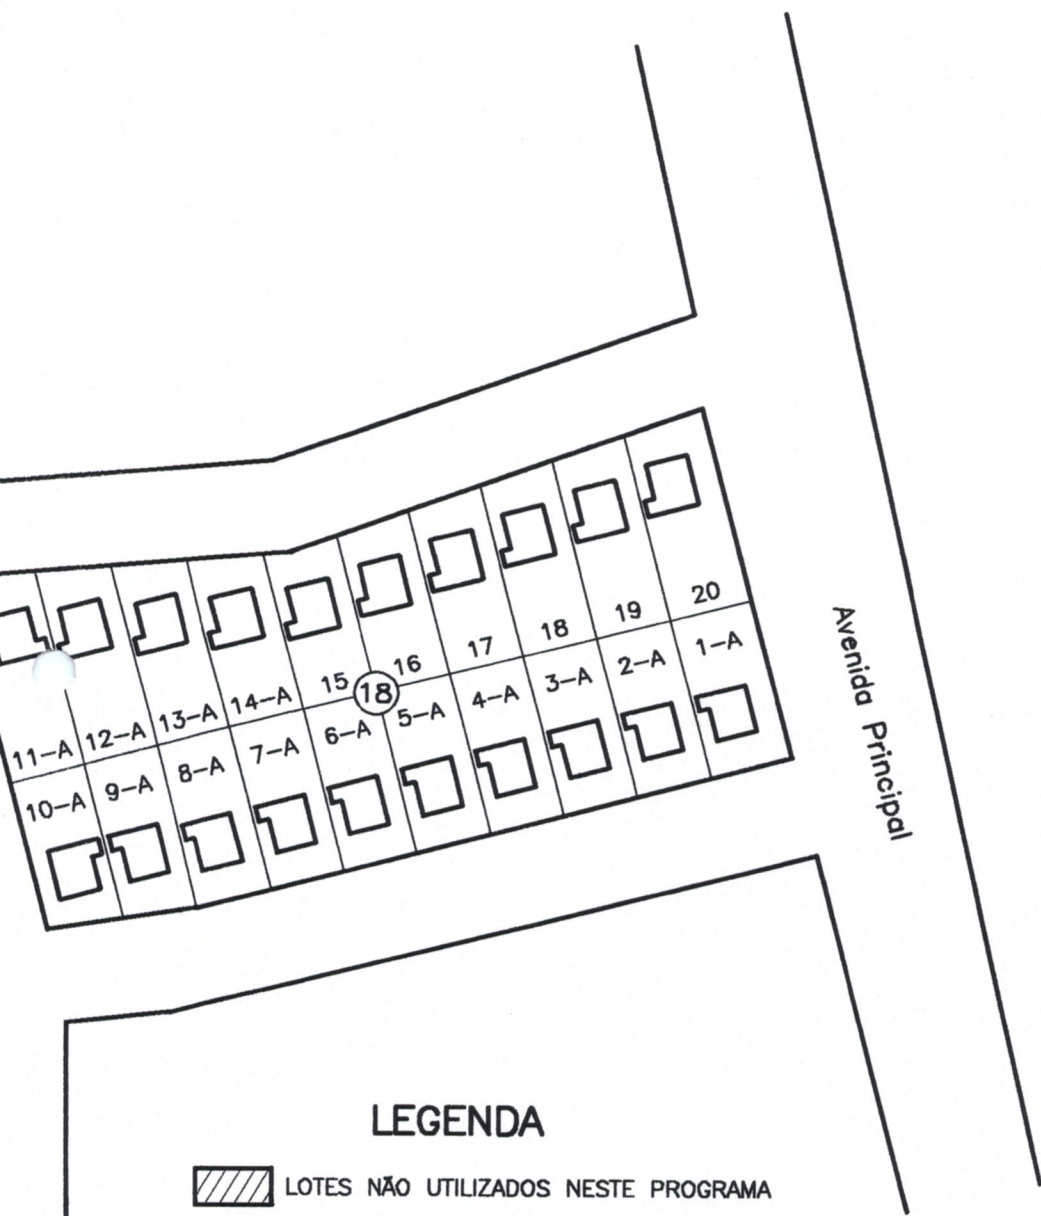 20
19
18
17
16
15
14-A
13-A
12-A
11-A
18
1-A
2-A
3-A
4-A
5-A
6-A
7-A
8-A
9-A
10-A
Avenida Principal
LEGENDA
LOTES NÃO UTILIZADOS NESTE PROGRAMA